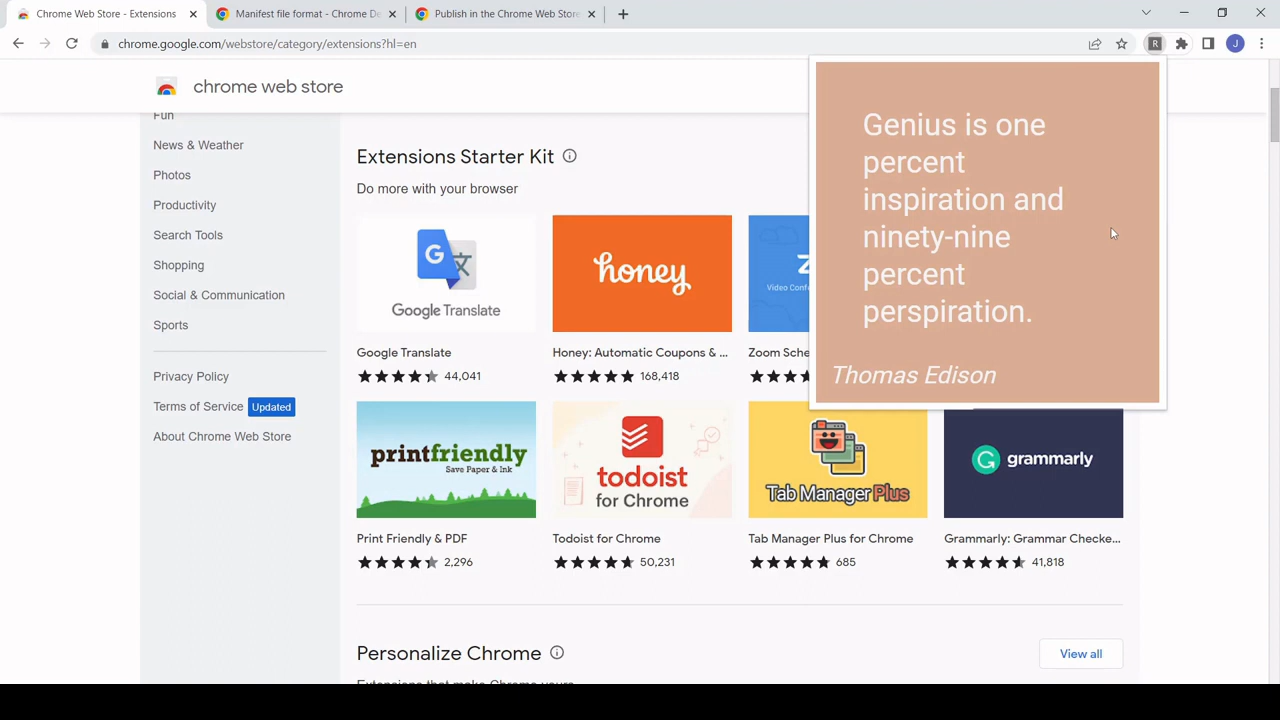 Chrome Web Store - Extensions
Manifest file format - Chrome De
Publish in the Chrome Web Store
chrome.google.com/webstore/category/extensions?hl=en
R
J
chrome web store
Fun
News & Weather
Photos
Productivity
Search Tools
Shopping
Social & Communication
Sports
Privacy Policy
Terms of Service Updated
About Chrome Web Store
Extensions Starter Kit
Do more with your browser
G
Google Translate
honey
Z
Video Confe
Google Translate
44,041
Honey: Automatic Coupons & ...
168,418
Zoom Sche
printfriendly
Save Paper & Ink
todoist
for Chrome
Tab Manager Plus
G grammarly
Print Friendly & PDF
2,296
Todoist for Chrome
50,231
Tab Manager Plus for Chrome
685
Grammarly: Grammar Checke...
41,818
Personalize Chrome
View all
Genius is one
percent
inspiration and
ninety-nine
percent
perspiration.
Thomas Edison